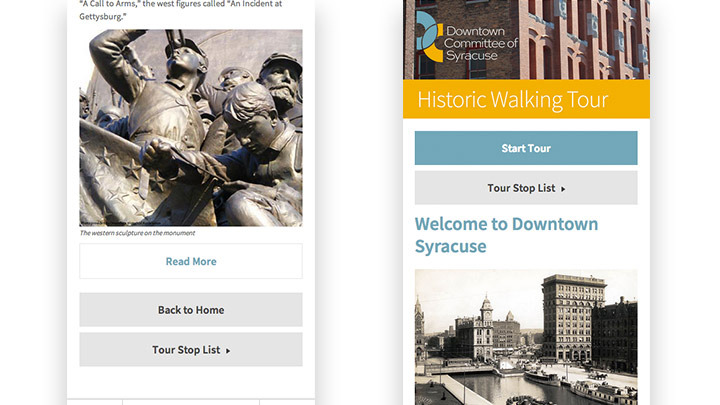 "A Call to Arms," the west figures called "An Incident at
Gettysburg."
The western sculpture on the monument
Read More
Back to Home
Tour Stop List
Downtown
Committee of
Syracuse
Historic Walking Tour
Start Tour
Tour Stop List
Welcome to Downtown
Syracuse